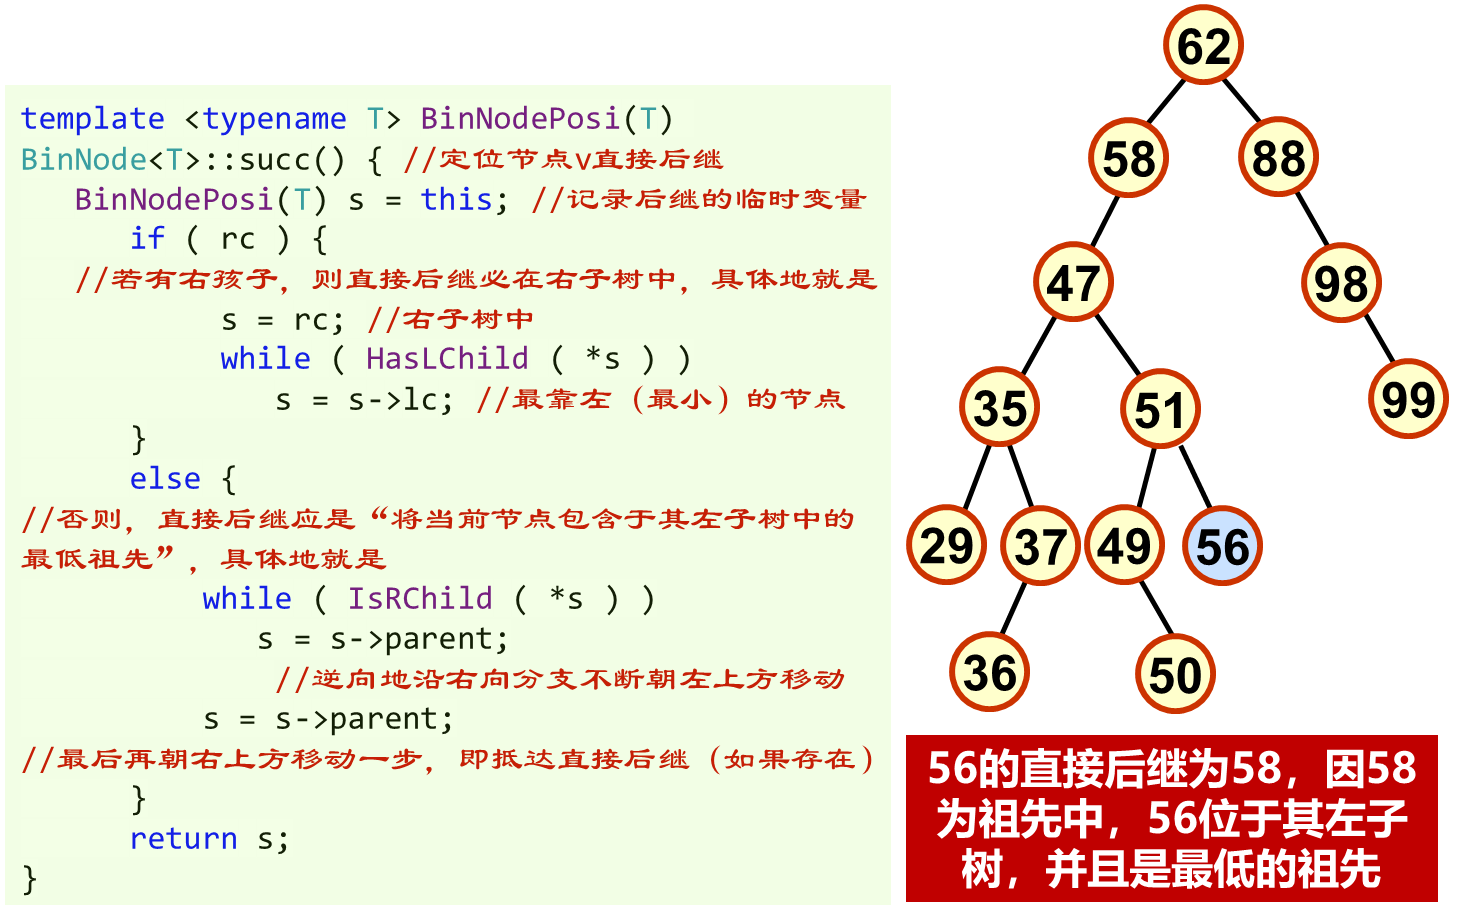 template <typename T> BinNodePosi(T)
BinNode<T>::succ() { //定位节点v直接后继
BinNodePosi(T) s = this; //记录后继的临时变量
if ( rc ) {
//若有右孩子，则直接后继必在右子树中，具体地就是
s = rc; //右子树中
while ( HasLChild ( *s ) )
s = s->lc; //最靠左（最小）的节点
}
else {
//否则，直接后继应是“将当前节点包含于其左子树中的
最低祖先”，具体地就是
while ( IsRChild ( *s ) )
s = s->parent;
//逆向地沿右向分支不断朝左上方移动
s = s->parent;
//最后再朝右上方移动一步，即抵达直接后继（如果存在）
}
return s;
}
62
58 88
47 98
35 51 99
29 37 49 56
36 50
56的直接后继为58，因58
为祖先中，56位于其左子
树，并且是最低的祖先